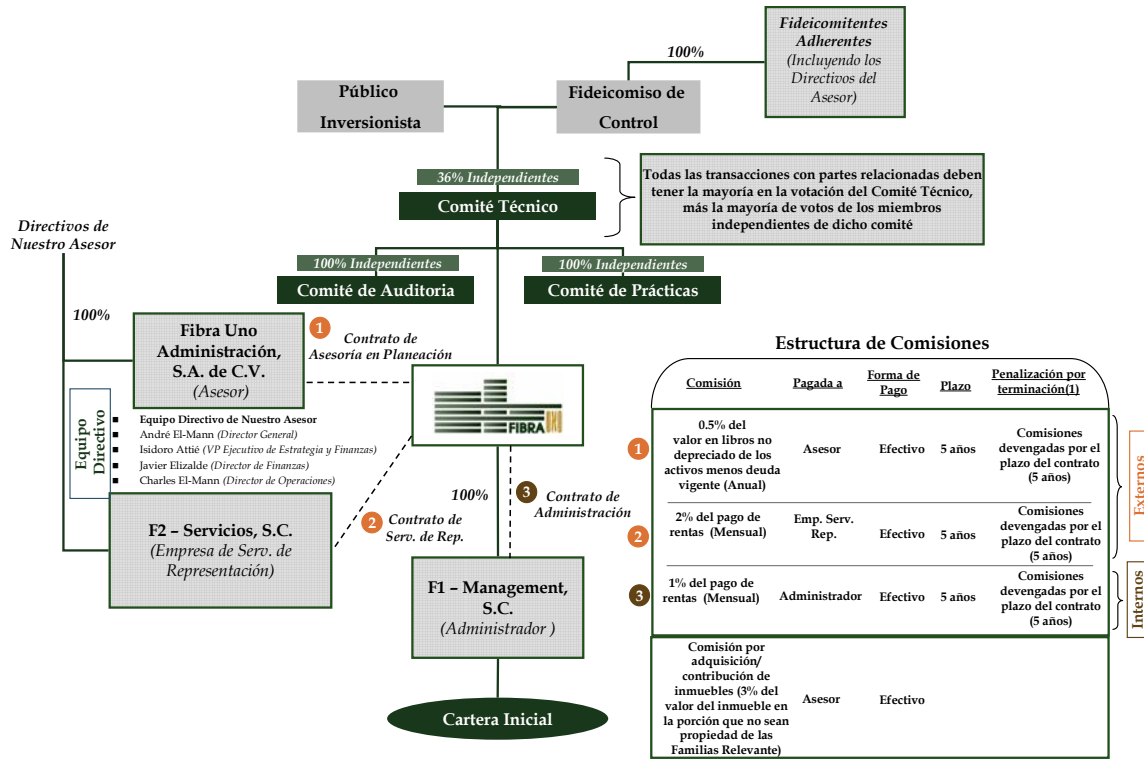 Fideicomitentes
Adherentes
(Incluyendo los
Directivos del
Asesor)
100%
Público
Inversionista
Fideicomiso de
Control
36% Independientes
Comité Técnico
Todas las transacciones con partes relacionadas deben
tener la mayoría en la votación del Comité Técnico,
más la mayoría de votos de los miembros
independientes de dicho comité
Directivos de
Nuestro Asesor
100% Independientes
Comité de Auditoria
100% Independientes
Comité de Prácticas
100%
Fibra Uno
Administración,
S.A. de C.V.
(Asesor)
1
Contrato de
Asesoría en Planeación
FIBRA UNO
Equipo
Directivo
▪ Equipo Directivo de Nuestro Asesor
▪ André El-Mann (Director General)
▪ Isidoro Attié (VP Ejecutivo de Estrategia y Finanzas)
▪ Javier Elizalde (Director de Finanzas)
▪ Charles El-Mann (Director de Operaciones)
F2 – Servicios, S.C.
(Empresa de Serv. de
Representación)
2
Contrato de
Serv. de Rep.
100%
3
Contrato de
Administración
F1 – Management,
S.C.
(Administrador )
Cartera Inicial
Estructura de Comisiones
Comisión
Pagada a
Forma de
Pago
Plazo
Penalización por
terminación(1)
1
0.5% del
valor en libros no
depreciado de los
activos menos deuda
vigente (Anual)
Asesor
Efectivo
5 años
Comisiones
devengadas por el
plazo del contrato
(5 años)
2
2% del pago de
rentas (Mensual)
Emp. Serv.
Rep.
Efectivo
5 años
Comisiones
devengadas por el
plazo del contrato
(5 años)
3
1% del pago de
rentas (Mensual)
Administrador
Efectivo
5 años
Comisiones
devengadas por el
plazo del contrato
(5 años)
Externos
Internos
Comisión por
adquisición/
contribución de
inmuebles (3% del
valor del inmueble en
la porción que no sean
propiedad de las
Familias Relevante)
Asesor
Efectivo